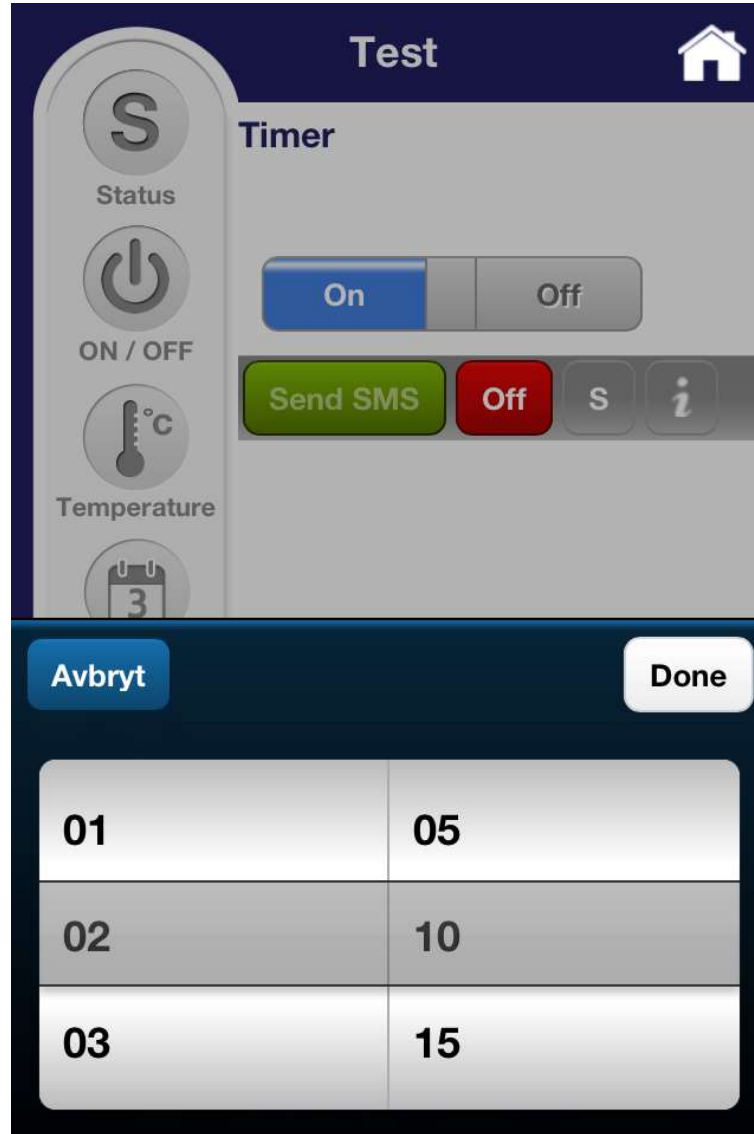 Test
S
Status
ON / OFF
°C
Temperature
3
Timer
On Off
Send SMS Off S i
Avbryt Done
01 05
02 10
03 15